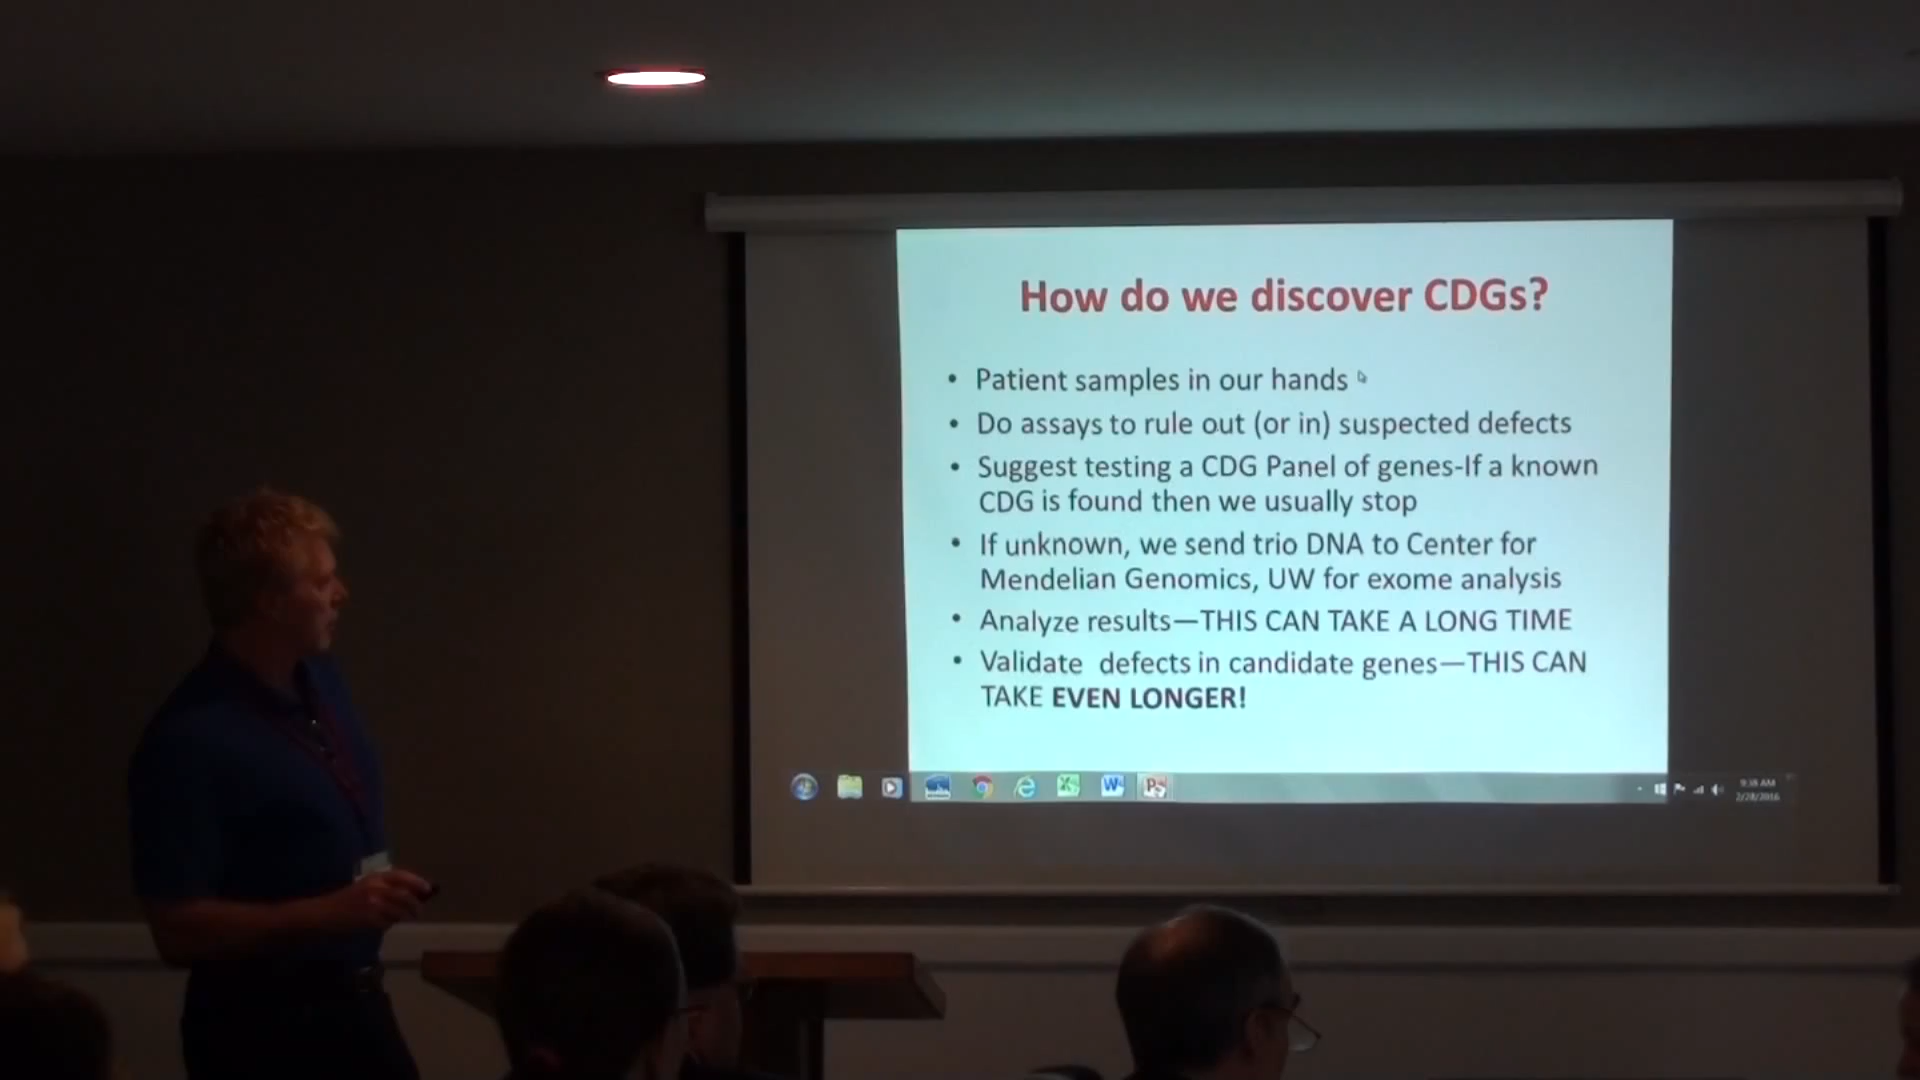 How do we discover CDGs?
• Patient samples in our hands
• Do assays to rule out (or in) suspected defects
• Suggest testing a CDG Panel of genes-If a known
CDG is found then we usually stop
• If unknown, we send trio DNA to Center for
Mendelian Genomics, UW for exome analysis
• Analyze results—THIS CAN TAKE A LONG TIME
• Validate  defects in candidate genes—THIS CAN
TAKE EVEN LONGER!
2/28/2016